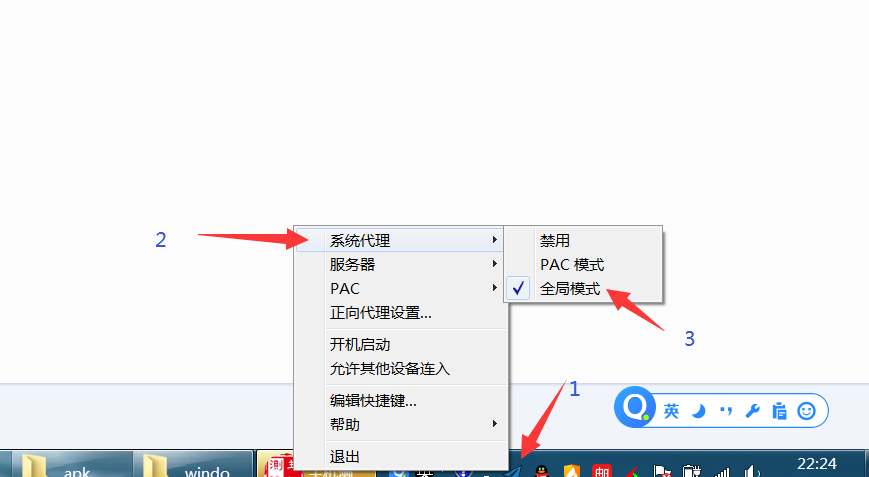 2
系统代理
禁用
服务器
PAC 模式
PAC
全局模式
正向代理设置...
3
开机启动
允许其他设备连入
1
编辑快捷键...
英
帮助
退出
apk
windo
英
邮
22:24